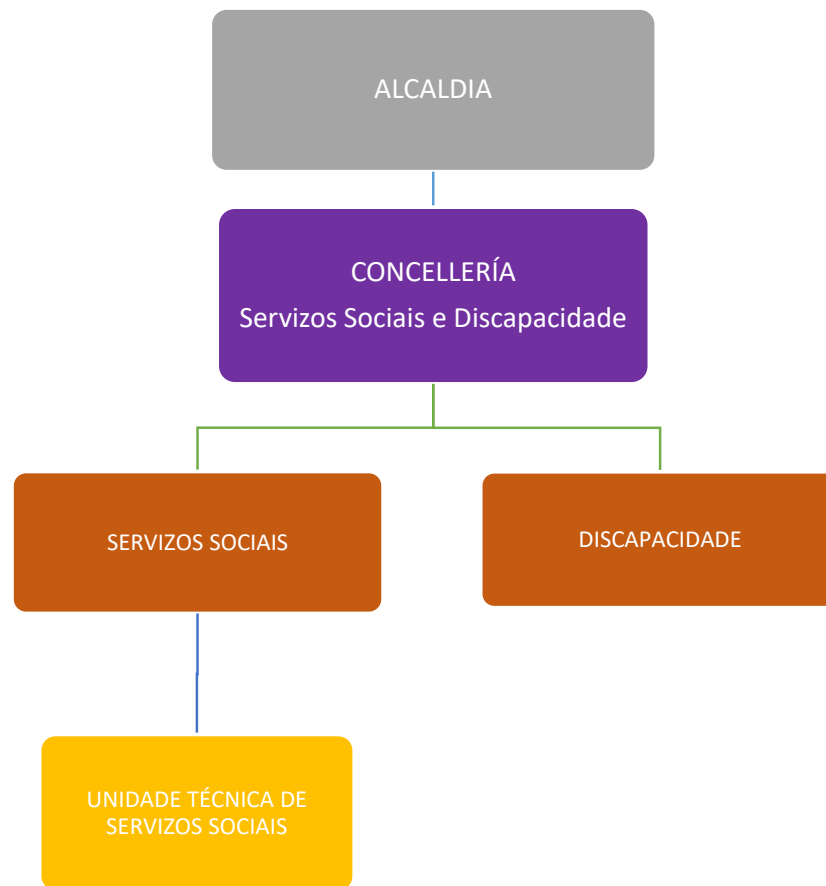 ALCALDIA
CONCELLERÍA
Servizos Sociais e Discapacidade
SERVIZOS SOCIAIS
DISCAPACIDADE
UNIDADE TÉCNICA DE
SERVIZOS SOCIAIS